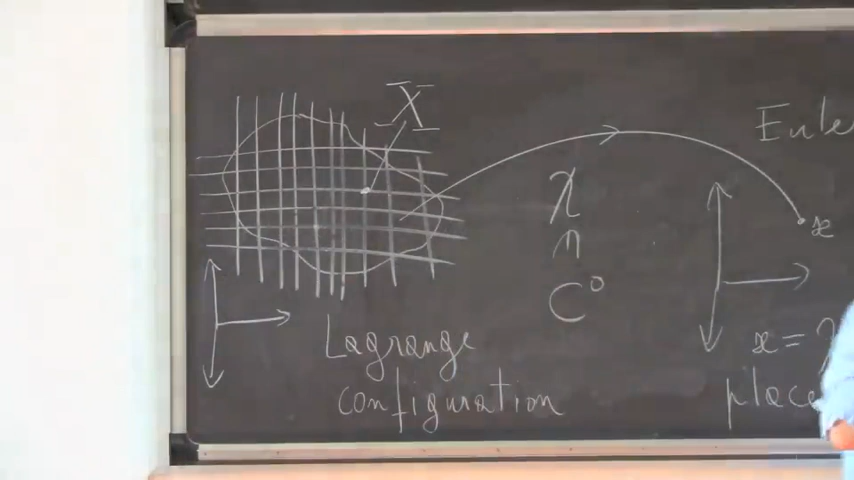 X
χ
∩
C⁰
x
x =
Lagrange
configuration